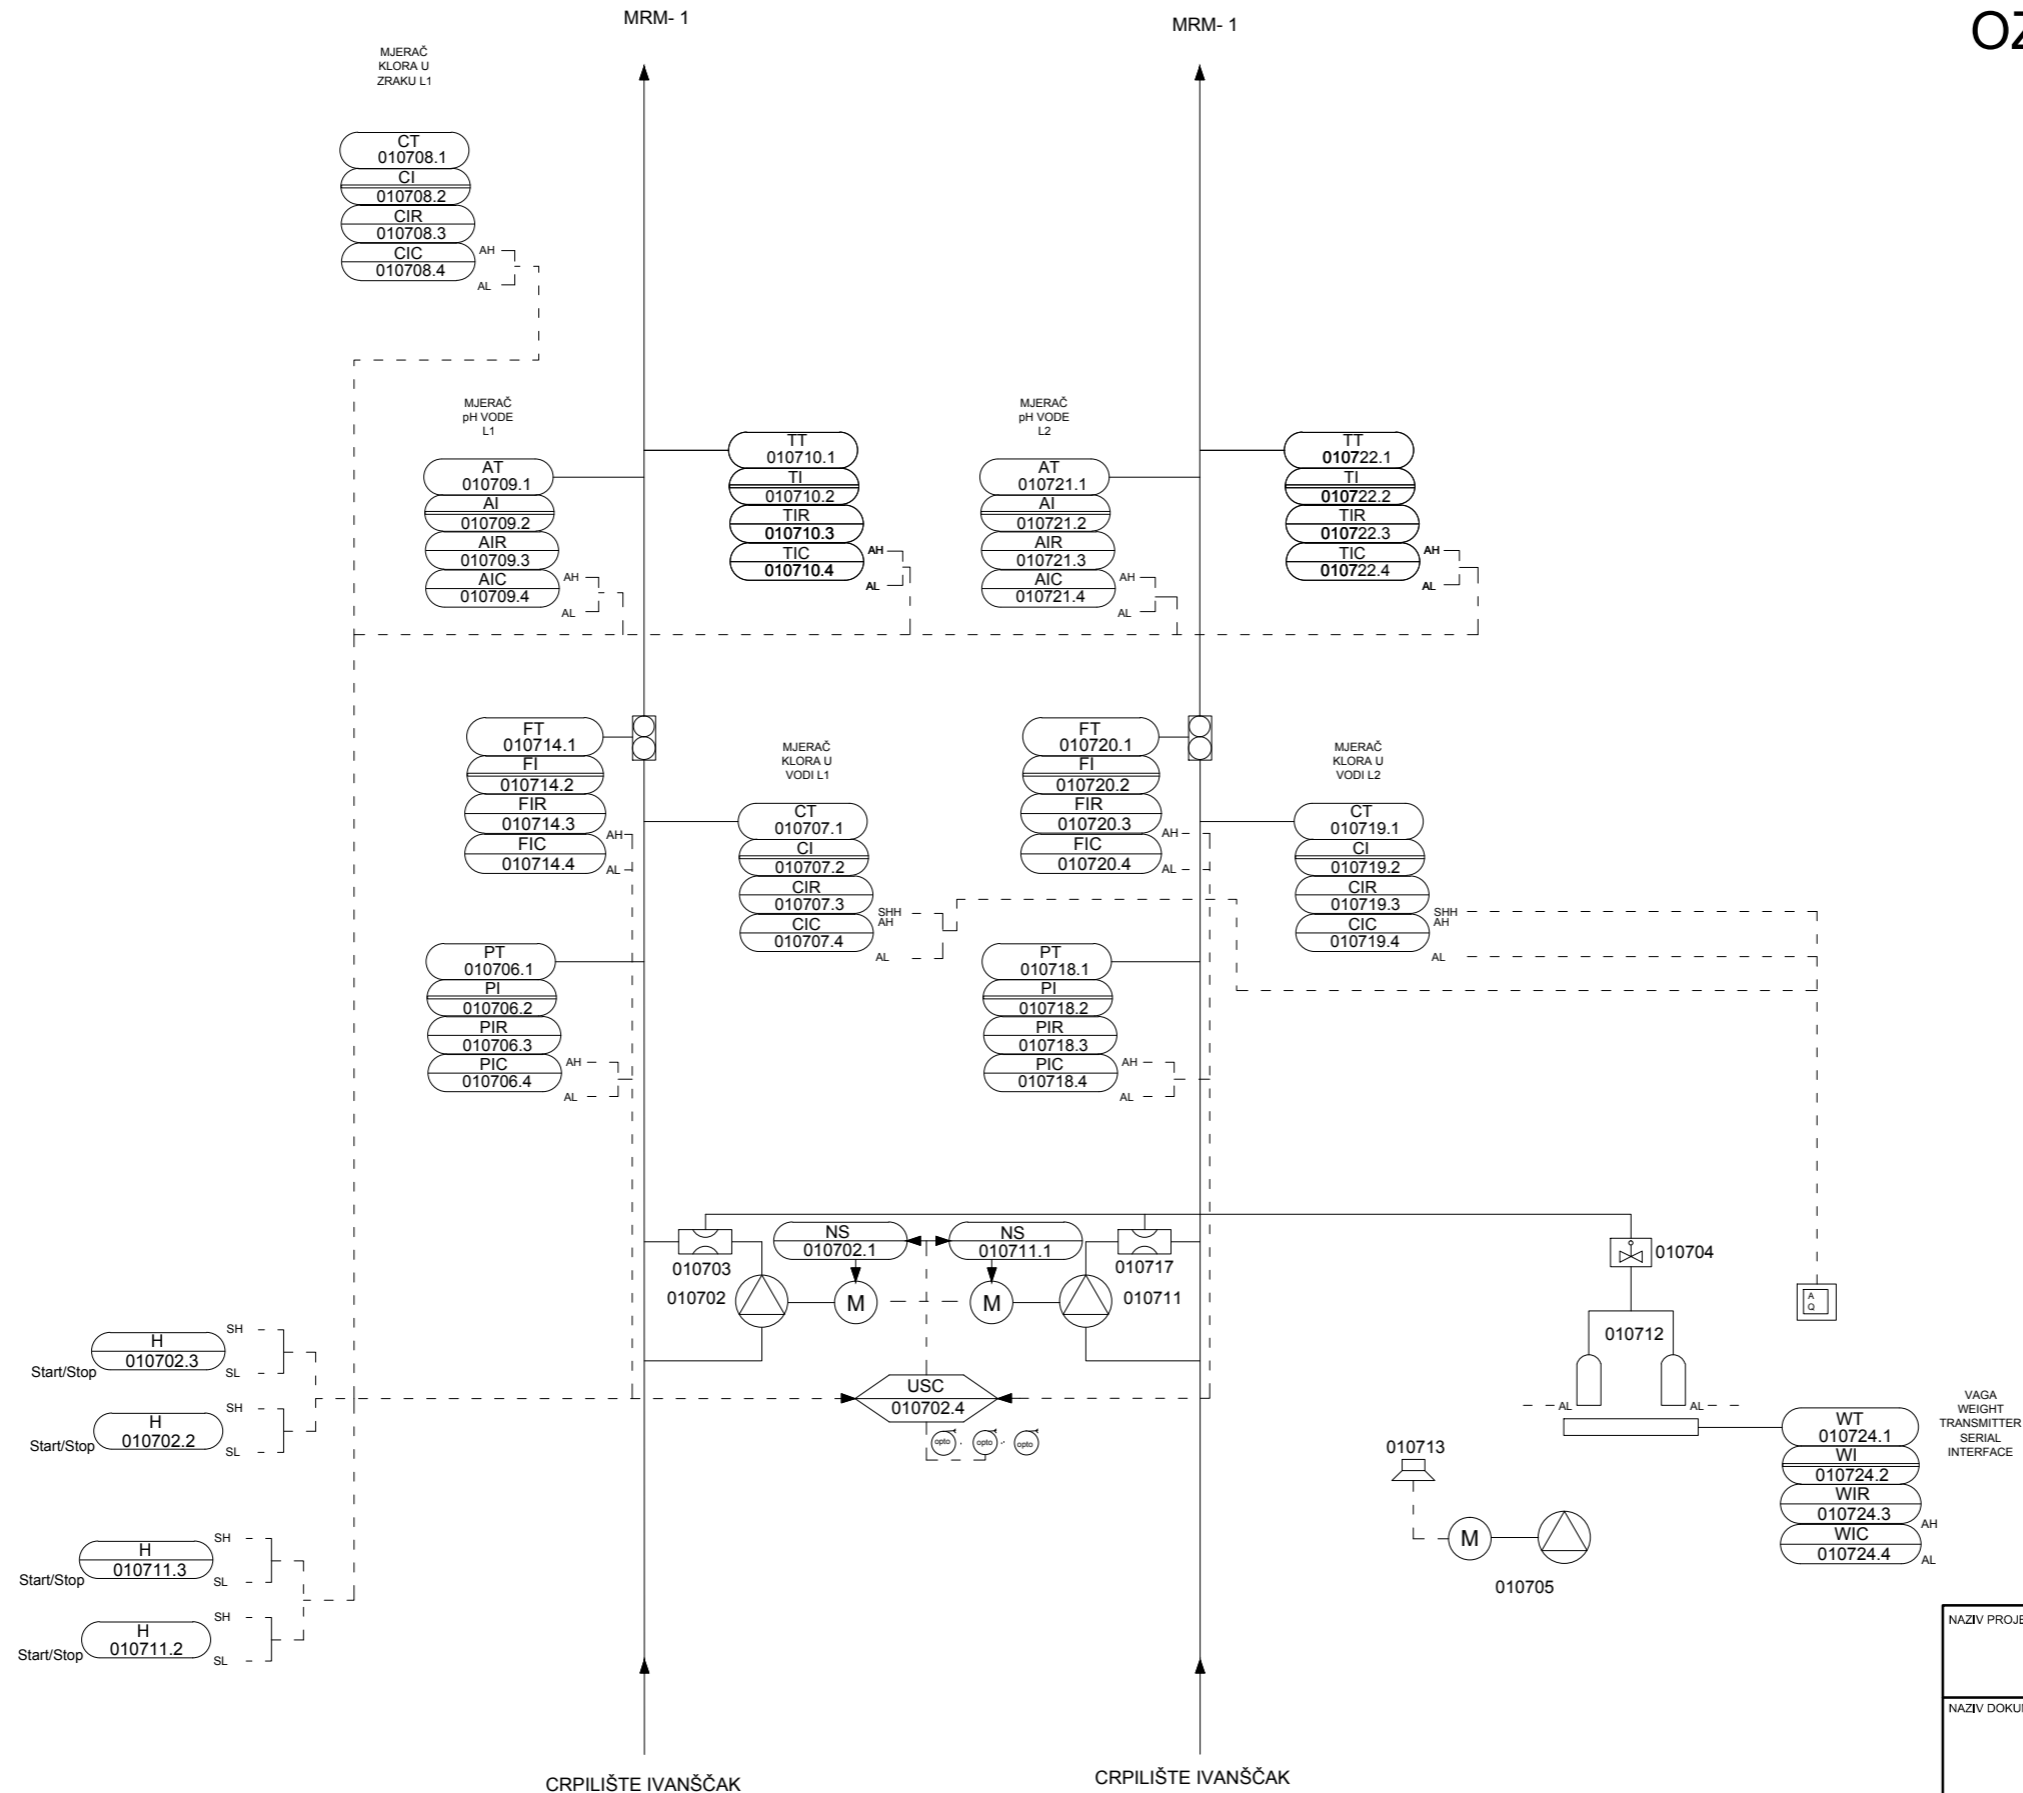 MRM- 1
MRM- 1
OZ
MJERAČ
KLORA U
ZRAKU L1
CT
010708.1
CI
010708.2
CIR
010708.3
CIC
010708.4
AH
AL
MJERAČ
pH VODE
L1
AT
010709.1
AI
010709.2
AIR
010709.3
AIC
010709.4
AH
AL
TT
010710.1
TI
010710.2
TIR
010710.3
TIC
010710.4
AH
AL
MJERAČ
pH VODE
L2
AT
010721.1
AI
010721.2
AIR
010721.3
AIC
010721.4
AH
AL
TT
010722.1
TI
010722.2
TIR
010722.3
TIC
010722.4
AH
AL
FT
010714.1
FI
010714.2
FIR
010714.3
FIC
010714.4
AH
AL
MJERAČ
KLORA U
VODI L1
CT
010707.1
CI
010707.2
CIR
010707.3
CIC
010707.4
SHH
AH
AL
FT
010720.1
FI
010720.2
FIR
010720.3
FIC
010720.4
AH
AL
MJERAČ
KLORA U
VODI L2
CT
010719.1
CI
010719.2
CIR
010719.3
CIC
010719.4
SHH
AH
AL
PT
010706.1
PI
010706.2
PIR
010706.3
PIC
010706.4
AH
AL
PT
010718.1
PI
010718.2
PIR
010718.3
PIC
010718.4
AH
AL
NS
010702.1
NS
010711.1
010703
010702
M
M
010717
010711
010704
A
Q
010712
AL
AL
H
010702.3
Start/Stop
SH
SL
H
010702.2
Start/Stop
SH
SL
USC
010702.4
opto
opto
opto
VAGA
WEIGHT
TRANSMITTER
SERIAL
INTERFACE
WT
010724.1
WI
010724.2
WIR
010724.3
WIC
010724.4
AH
AL
010713
M
010705
H
010711.3
Start/Stop
SH
SL
H
010711.2
Start/Stop
SH
SL
NAZIV PROJE
NAZIV DOKU
CRPILIŠTE IVANŠČAK
CRPILIŠTE IVANŠČAK